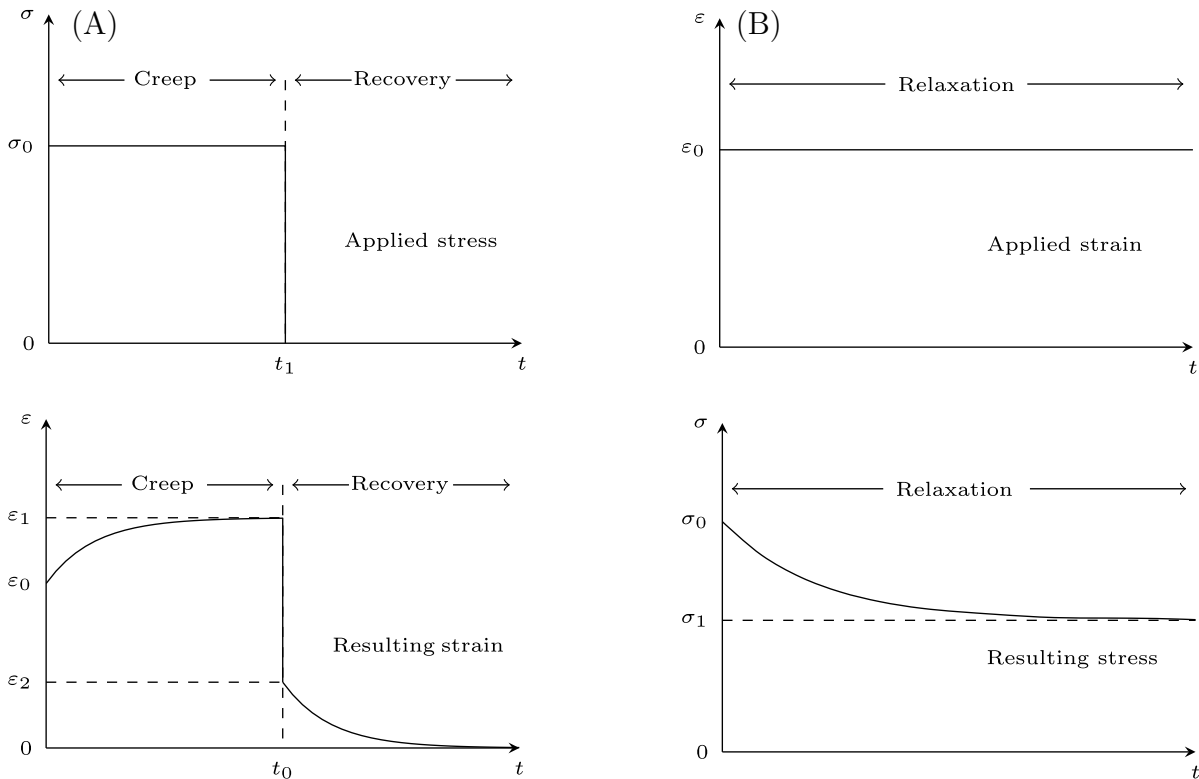 σ (A)
Creep Recovery
σ₀
Applied stress
0
t₁ t
ε (B)
Relaxation
ε₀
Applied strain
0
t
ε
Creep Recovery
ε₁
ε₀
Resulting strain
ε₂
0
t₀ t
σ
Relaxation
σ₀
σ₁
Resulting stress
0
t